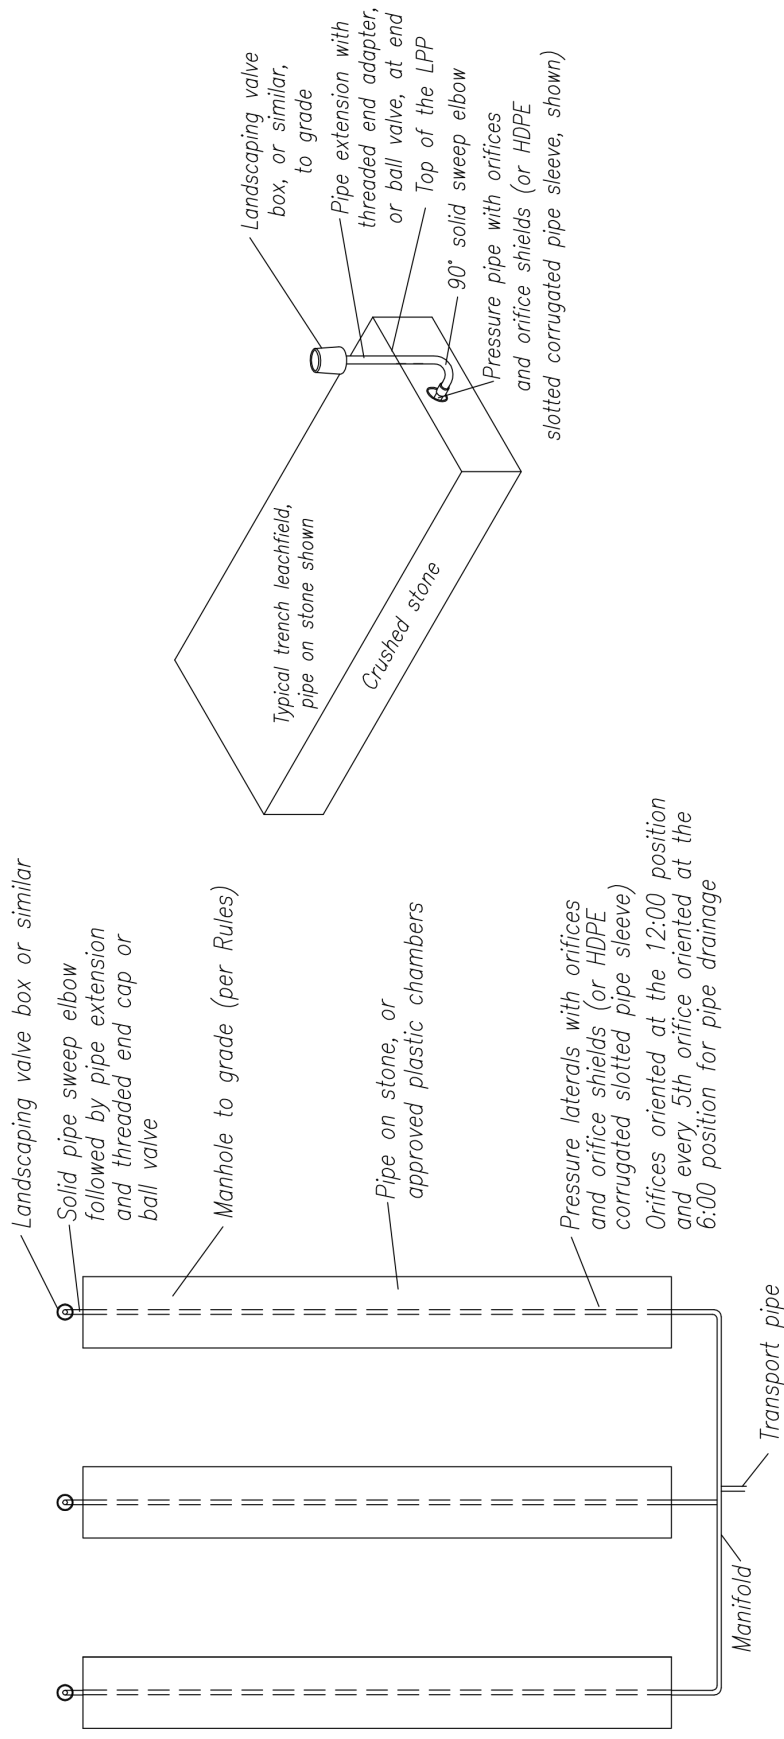 Landscaping valve box or similar
Solid pipe sweep elbow
followed by pipe extension
and threaded end cap or
ball valve
Manhole to grade (per Rules)
Pipe on stone, or
approved plastic chambers
Pressure laterals with orifices
and orifice shields (or HDPE
corrugated slotted pipe sleeve)
Orifices oriented at the 12:00 position
and every 5th orifice oriented at the
6:00 position for pipe drainage
Manifold
Transport pipe
Landscaping valve
box, or similar,
to grade
Pipe extension with
threaded end adapter,
or ball valve, at end
Top of the LPP
90° solid sweep elbow
Pressure pipe with orifices
and orifice shields (or HDPE
slotted corrugated pipe sleeve, shown)
Typical trench leachfield,
pipe on stone shown
Crushed stone